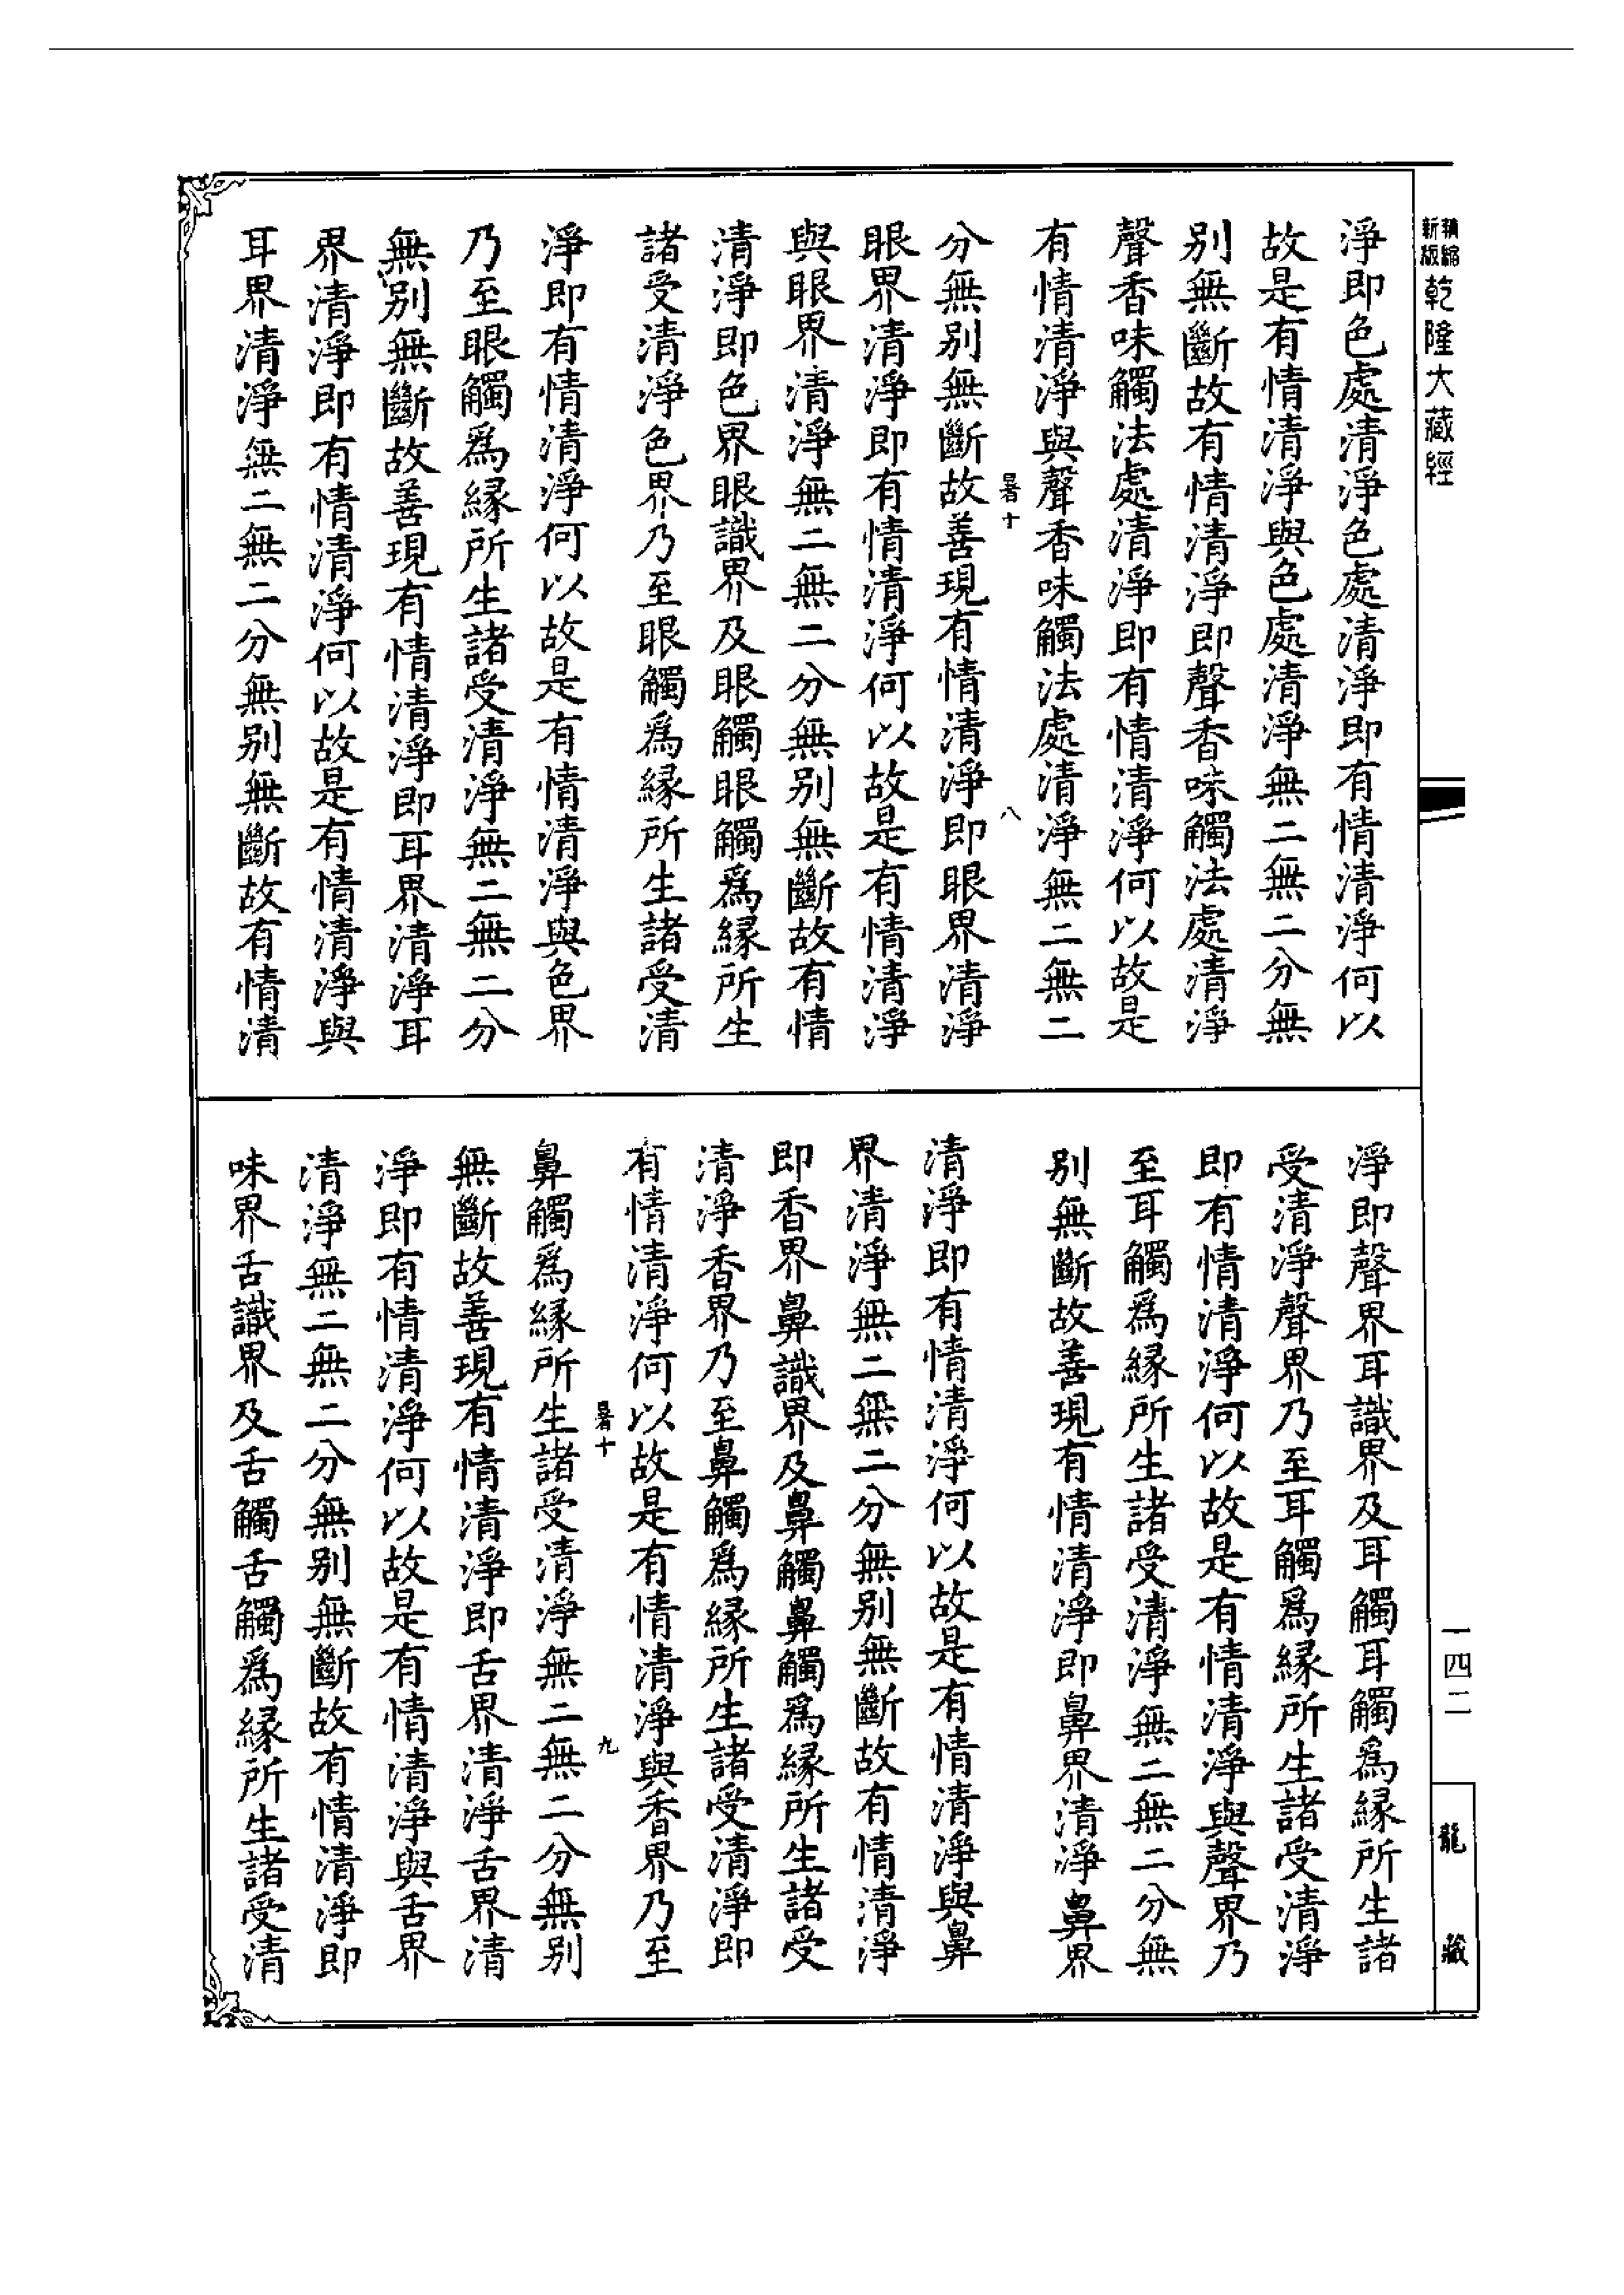 新版
精縮
乾隆大藏經
淨即色處清淨色處清淨即有情清淨何以
故是有情清淨與色處清淨無二無二分無
別無斷故有情清淨即聲香味觸法處清淨
聲香味觸法處清淨即有情清淨何以故是
有情清淨與聲香味觸法處清淨無二無二
暑十
八
分無別無斷故善現有情清淨即眼界清淨
眼界清淨即有情清淨何以故是有情清淨
與眼界清淨無二無二分無別無斷故有情
清淨即色界眼識界及眼觸眼觸爲緣所生
諸受清淨色界乃至眼觸爲緣所生諸受清
淨即有情清淨何以故是有情清淨與色界
乃至眼觸爲緣所生諸受清淨無二無二分
無別無斷故善現有情清淨即耳界清淨耳
界清淨即有情清淨何以故是有情清淨與
耳界清淨無二無二分無別無斷故有情清
淨即聲界耳識界及耳觸耳觸爲緣所生諸
受清淨聲界乃至耳觸爲緣所生諸受清淨
即有情清淨何以故是有情清淨與聲界乃
至耳觸爲緣所生諸受清淨無二無二分無
別無斷故善現有情清淨即鼻界清淨鼻界
清淨即有情清淨何以故是有情清淨與鼻
界清淨無二無二分無別無斷故有情清淨
即香界鼻識界及鼻觸鼻觸爲緣所生諸受
清淨香界乃至鼻觸爲緣所生諸受清淨即
有情清淨何以故是有情清淨與香界乃至
暑十
九
鼻觸爲緣所生諸受清淨無二無二分無別
無斷故善現有情清淨即舌界清淨舌界清
淨即有情清淨何以故是有情清淨與舌界
清淨無二無二分無別無斷故有情清淨即
味界舌識界及舌觸舌觸爲緣所生諸受清
一四二
龍藏